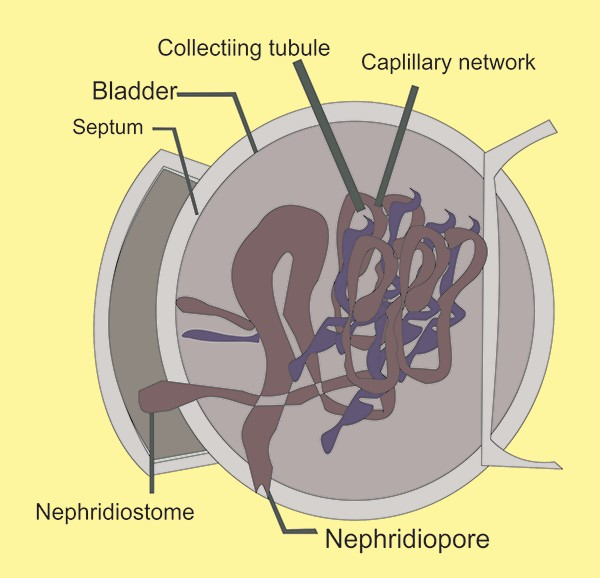 Collectiing tubule
Caplillary network
Bladder
Septum
Nephridiostome
Nephridiopore